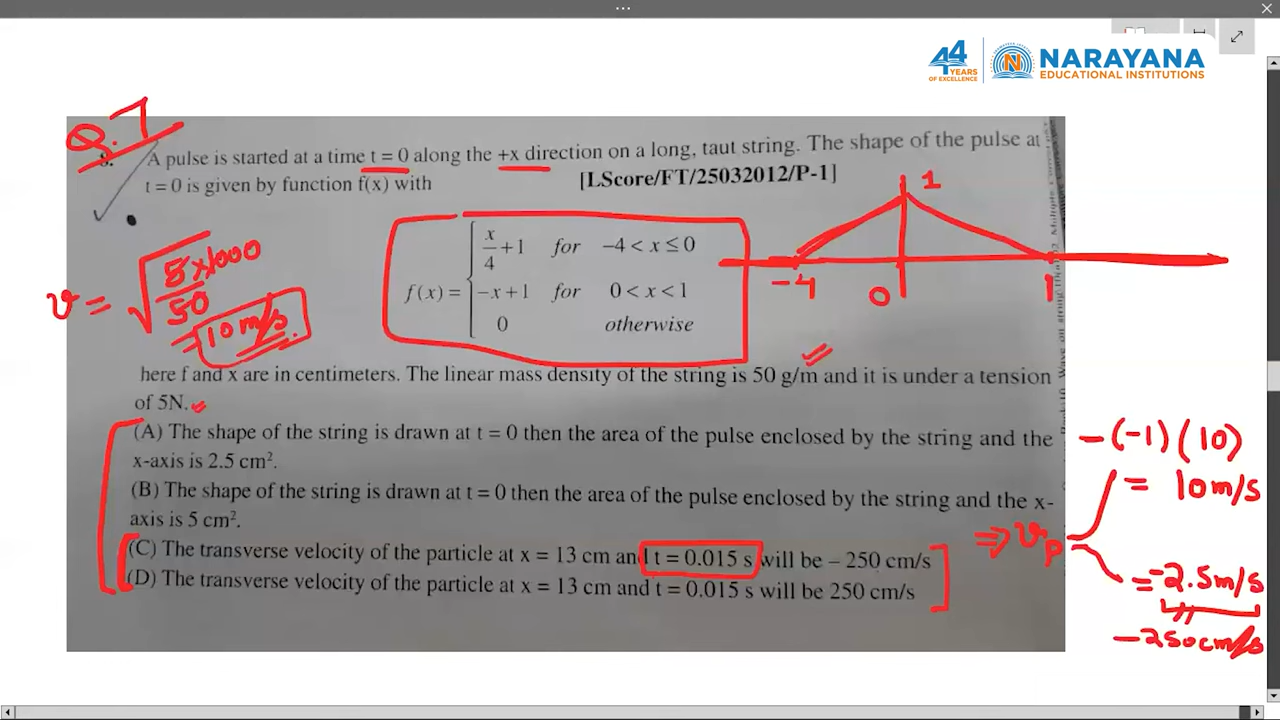 44
YEARS
OF EXCELLENCE
N
NARAYANA
EDUCATIONAL INSTITUTIONS
Q.7
8. A pulse is started at a time t = 0 along the +x direction on a long, taut string. The shape of the pulse at
t = 0 is given by function f(x) with [LScore/FT/25032012/P-1]
x/4 +1 for −4 < x ≤ 0
f(x) = −x+1 for 0 < x < 1
0 otherwise
v = √(5×1000/50)
= 10 m/s.
1
-4 0 1
here f and x are in centimeters. The linear mass density of the string is 50 g/m and it is under a tension
of 5N.
(A) The shape of the string is drawn at t = 0 then the area of the pulse enclosed by the string and the
x-axis is 2.5 cm².
(B) The shape of the string is drawn at t = 0 then the area of the pulse enclosed by the string and the x-
axis is 5 cm².
(C) The transverse velocity of the particle at x = 13 cm and t = 0.015 s will be – 250 cm/s
(D) The transverse velocity of the particle at x = 13 cm and t = 0.015 s will be 250 cm/s
-(-1)(10)
= 10m/s
⇒ vp
= -2.5m/s
-250cm/s